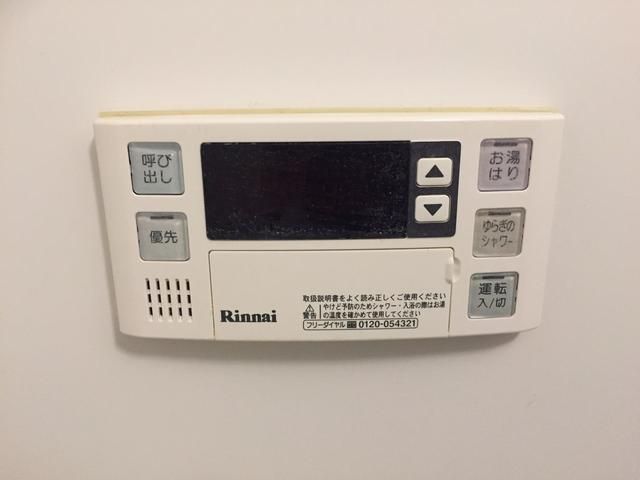 呼び
出し
優先
▲
▼
お湯
はり
ゆらぎの
シャワー
運転
入/切
Rinnai
取扱説明書をよく読み正しくご使用ください
警告
やけど予防のためシャワー・入浴の際はお湯
の温度を確かめて使用してください
フリーダイヤル 0120-054321